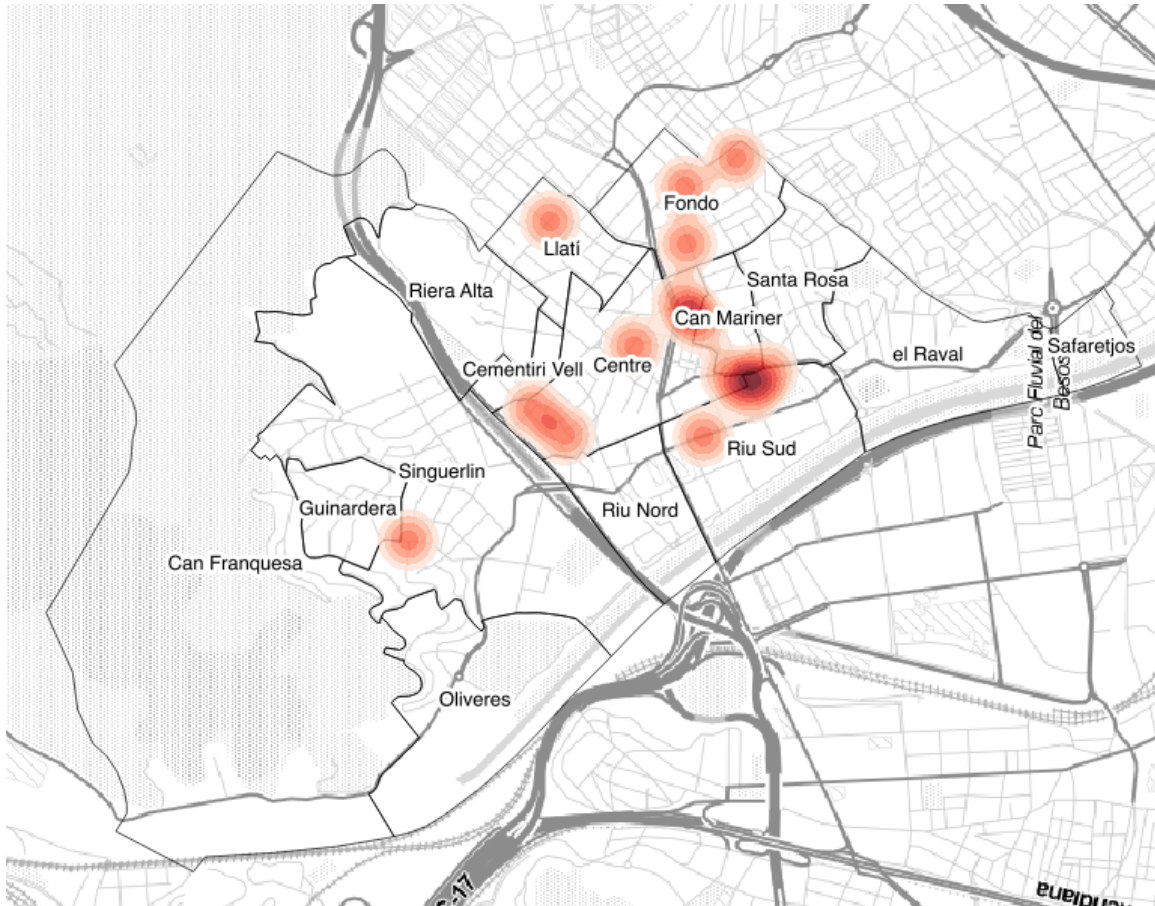 Fondo
Llatí
Santa Rosa
Riera Alta
Can Mariner
Parc Fluvial del
Besos
Safaretjos
el Raval
Cementiri Vell
Centre
Riu Sud
Singuerlin
Guinardera
Riu Nord
Can Franquesa
Oliveres